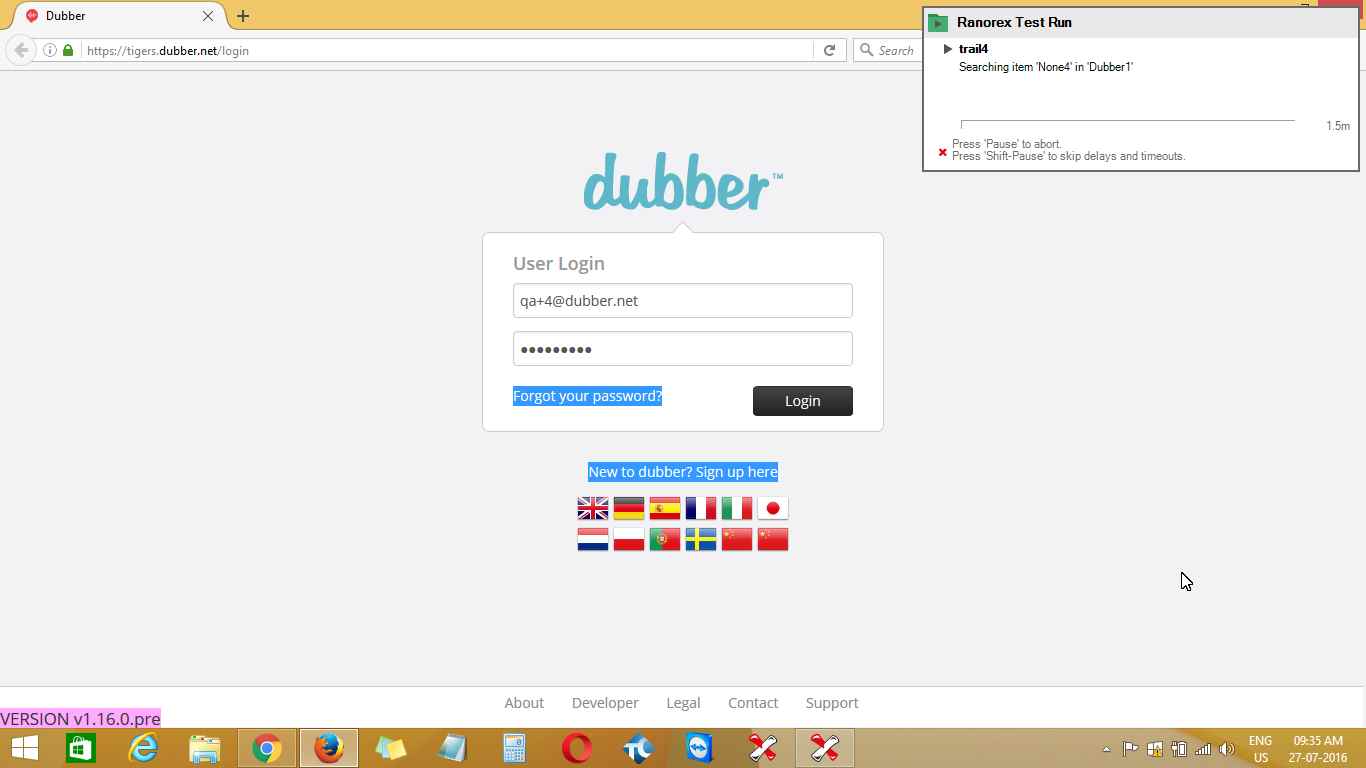 Dubber
https://tigers.dubber.net/login
Search
Ranorex Test Run
trail4
Searching item 'None4' in 'Dubber1'
1.5m
Press 'Pause' to abort.
Press 'Shift-Pause' to skip delays and timeouts.
dubber™
User Login
qa+4@dubber.net
Forgot your password?
Login
New to dubber? Sign up here
About Developer Legal Contact Support
VERSION v1.16.0.pre
ENG
US
09:35 AM
27-07-2016